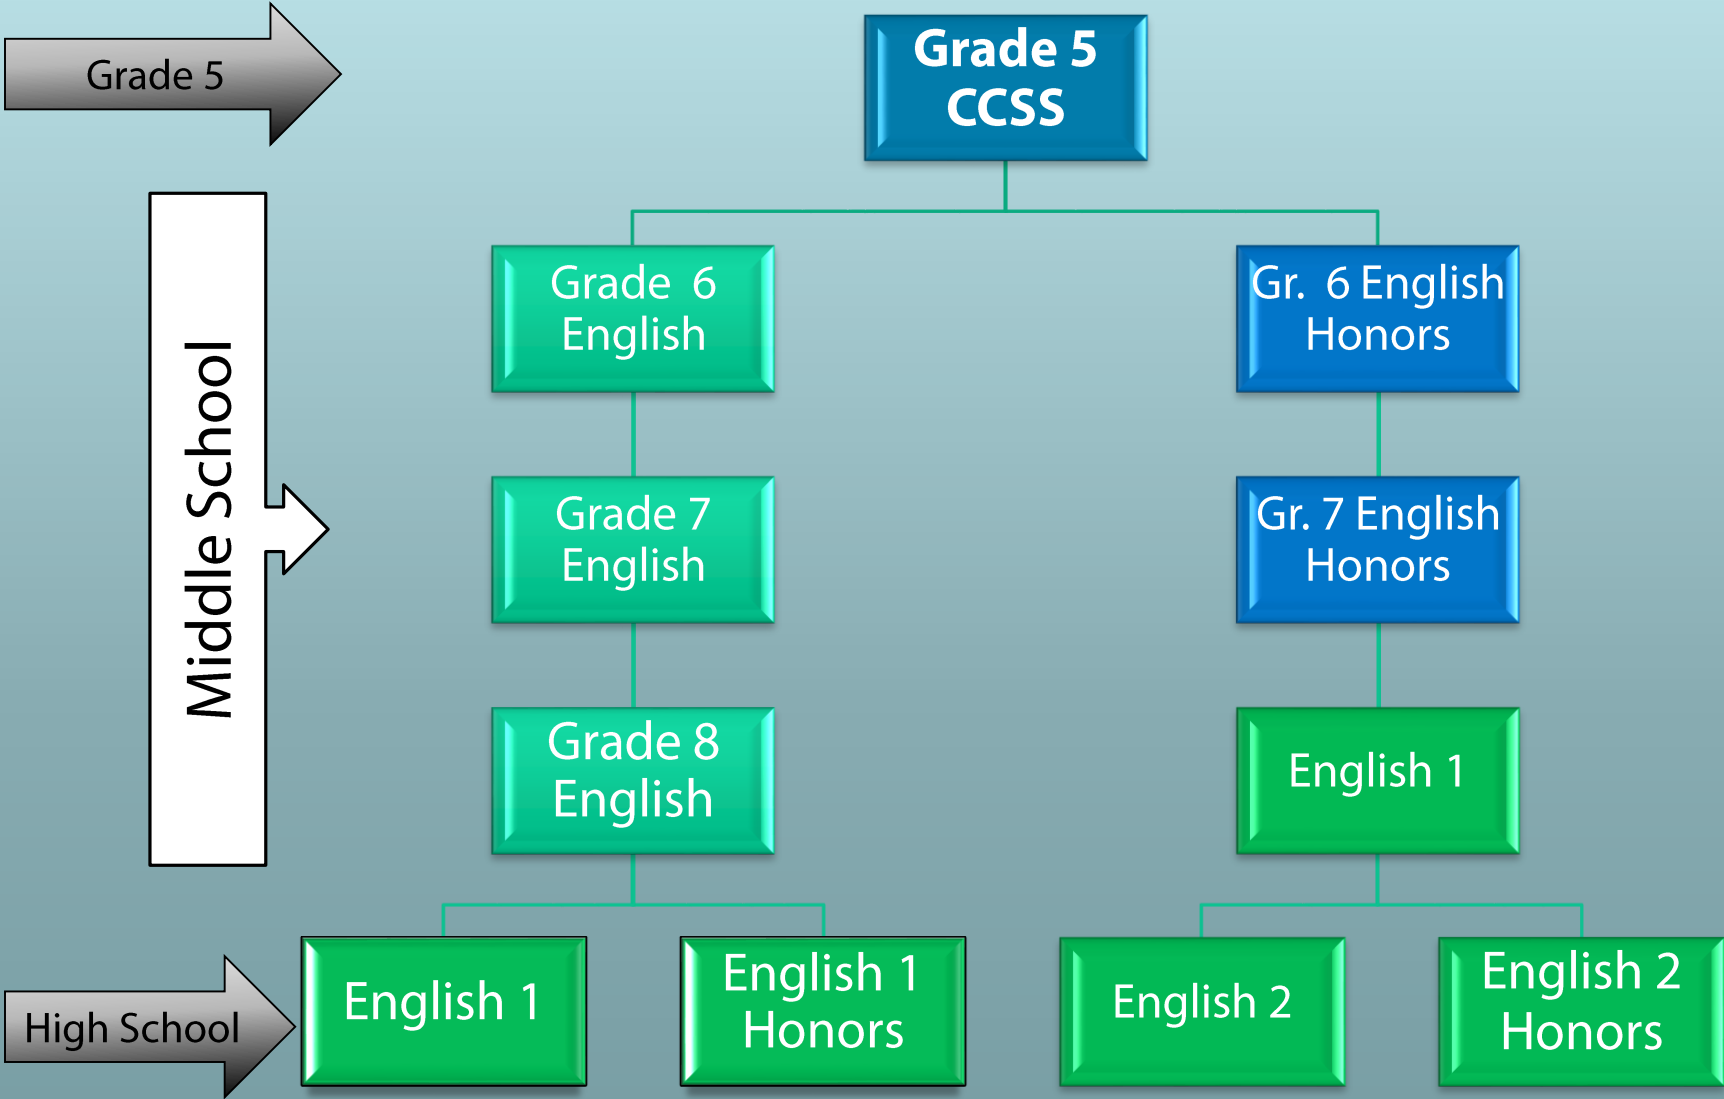 Grade 5
Grade 5
CCSS
Middle School
Grade 6
English
Gr. 6 English
Honors
Grade 7
English
Gr. 7 English
Honors
Grade 8
English
English 1
High School
English 1
English 1
Honors
English 2
English 2
Honors